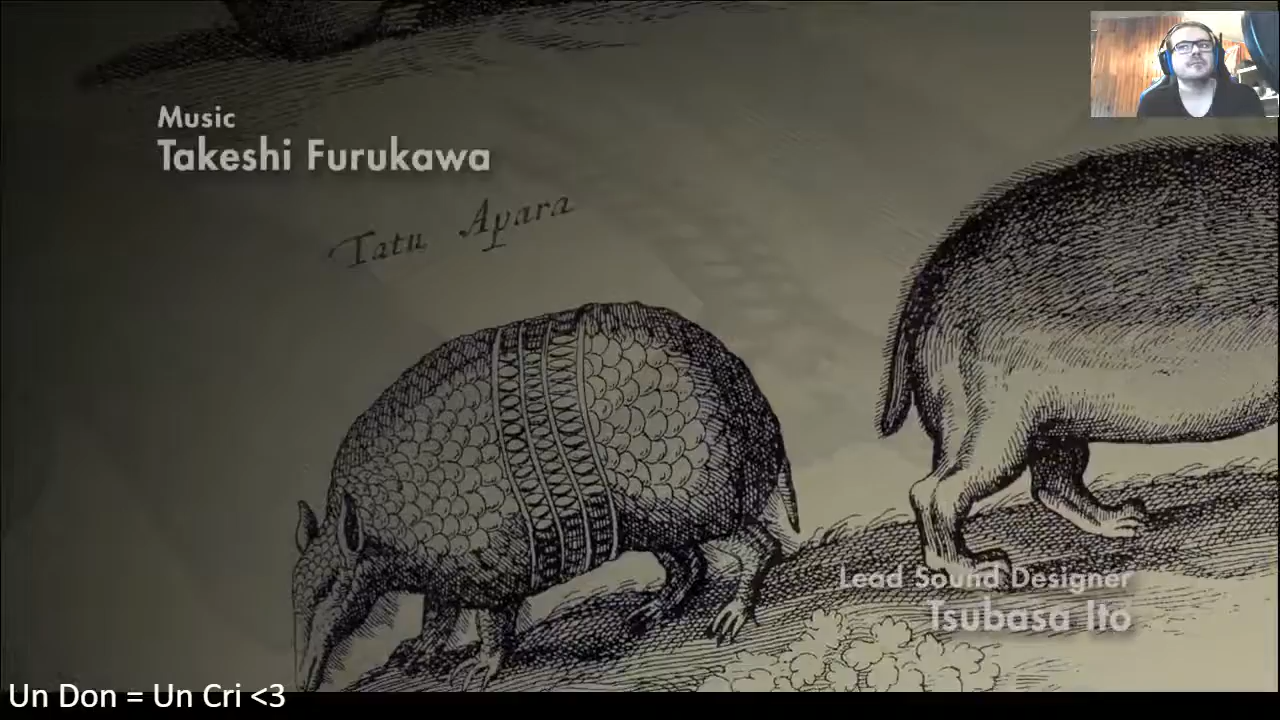 Music
Takeshi Furukawa
Tatu Apara
Lead Sound Designer
Tsubasa Ito
Un Don = Un Cri <3